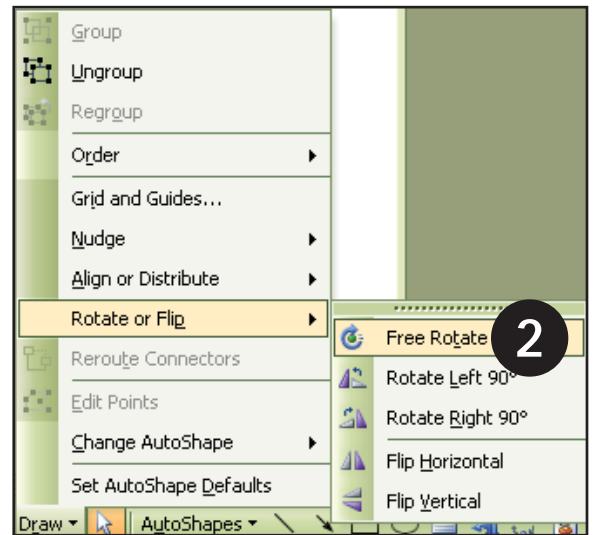 Group
Ungroup
Regroup
Order
Grid and Guides...
Nudge
Align or Distribute
Rotate or Flip
Reroute Connectors
Edit Points
Change AutoShape
Set AutoShape Defaults
Free Rotate
2
Rotate Left 90°
Rotate Right 90°
Flip Horizontal
Flip Vertical
Draw
AutoShapes